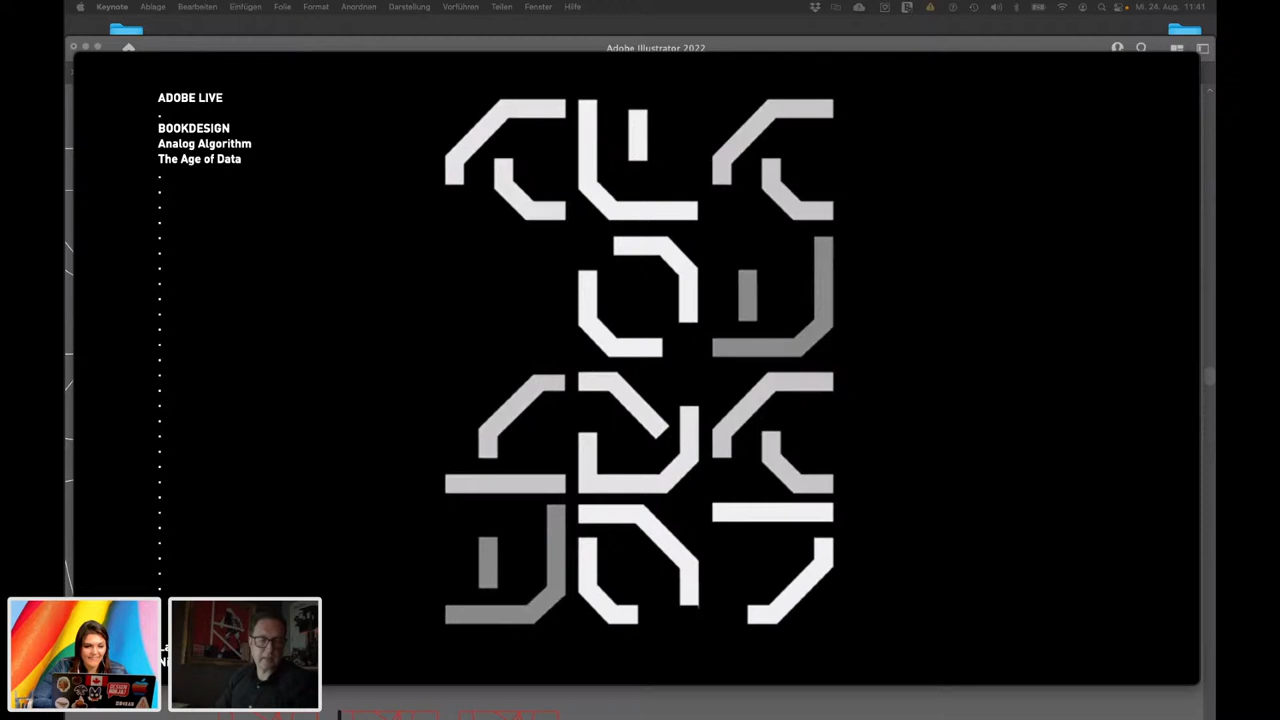 Keynote Ablage Bearbeiten Einfügen Folie Format Anordnen Darstellung Vorführen Teilen Fenster Hilfe Mi. 24. Aug. 11:41
Adobe Illustrator 2022
ADOBE LIVE
BOOKDESIGN
Analog Algorithm
The Age of Data